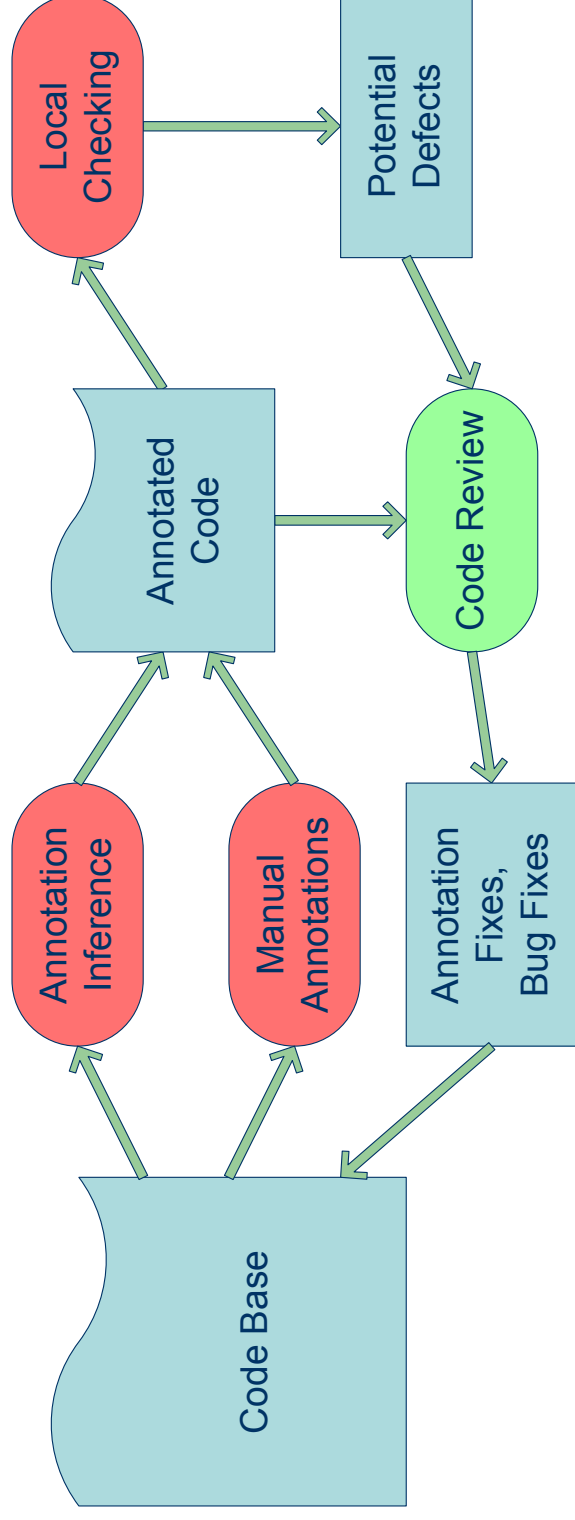 Code Base
Annotation
Inference
Manual
Annotations
Annotated
Code
Local
Checking
Potential
Defects
Code Review
Annotation
Fixes,
Bug Fixes